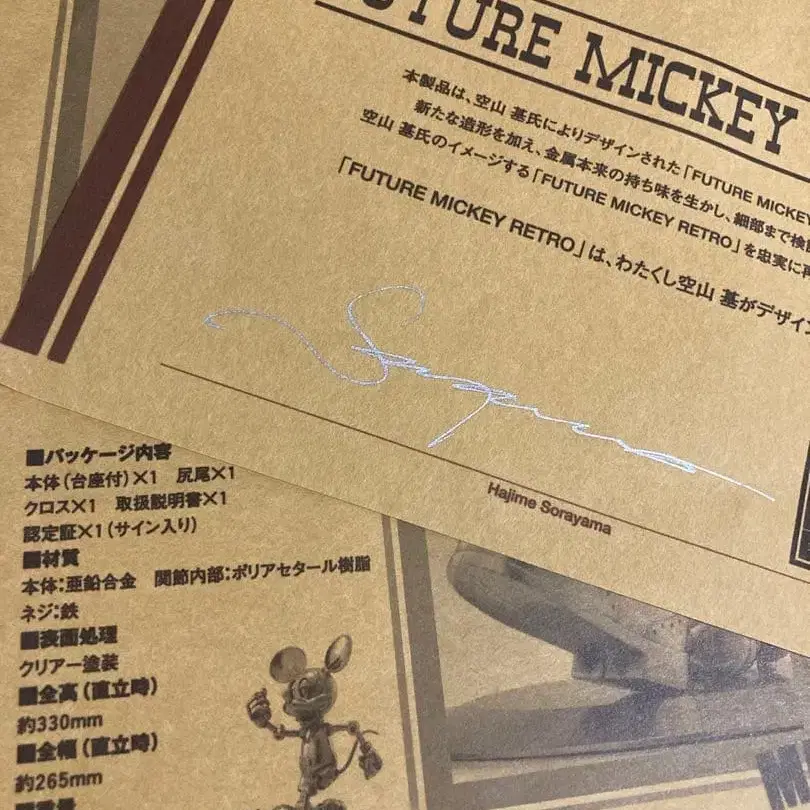 FUTURE MICKEY
本製品は、空山 基氏によりデザインされた「FUTURE MICKEY
新たな造形を加え、金属本来の持ち味を生かし、細部まで検
空山 基氏のイメージする「FUTURE MICKEY RETRO」を忠実に再
「FUTURE MICKEY RETRO」は、わたくし空山 基がデザイン
Sorayama
Hajime Sorayama
■パッケージ内容
本体(台座付)×1 尻尾×1
クロス×1 取扱説明書×1
認定証×1(サイン入り)
■材質
本体:亜鉛合金 関節内部:ポリアセタール樹脂
ネジ:鉄
■表面処理
クリアー塗装
■全高(直立時)
約330mm
■全幅(直立時)
約265mm